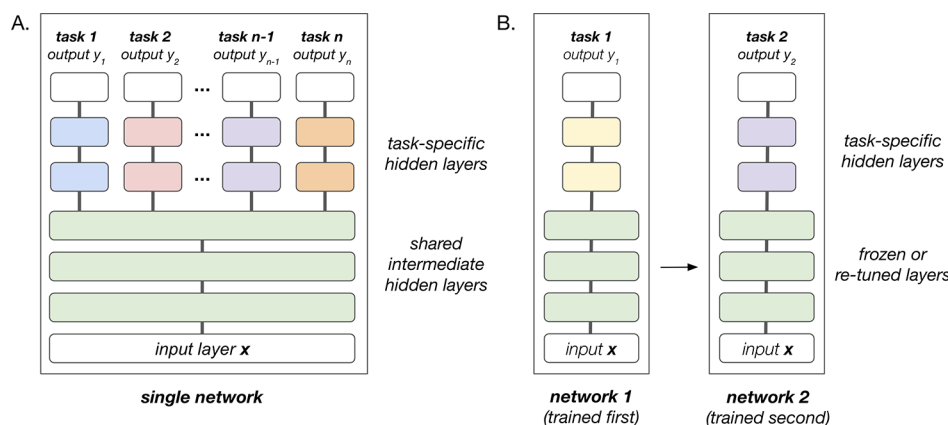 A.
task 1 task 2 task n-1 task n
output y1 output y2 output yn-1 output yn
...
...
...
task-specific
hidden layers
shared
intermediate
hidden layers
input layer x
single network
B.
task 1
output y1
task 2
output y2
task-specific
hidden layers
frozen or
re-tuned layers
input x
input x
network 1
(trained first)
network 2
(trained second)